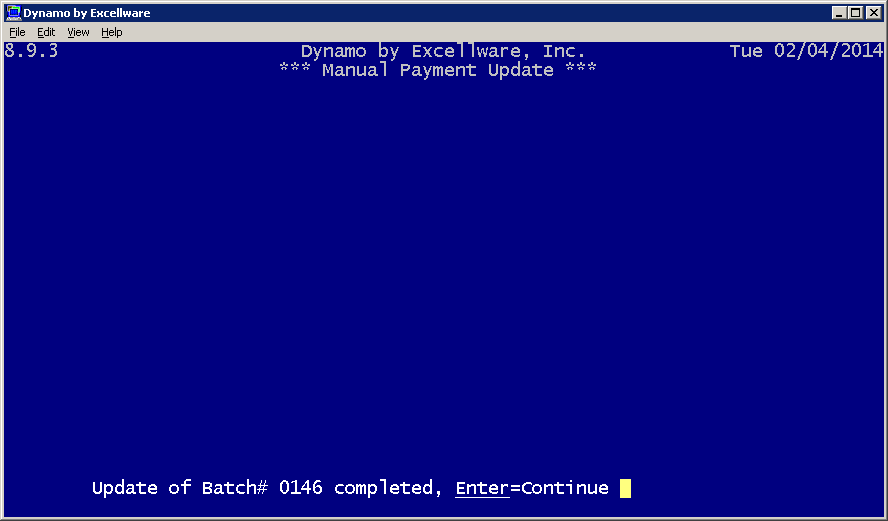 Dynamo by Excellware
File Edit View Help
8.9.3 Dynamo by Excellware, Inc. Tue 02/04/2014
*** Manual Payment Update ***
Update of Batch# 0146 completed, Enter=Continue